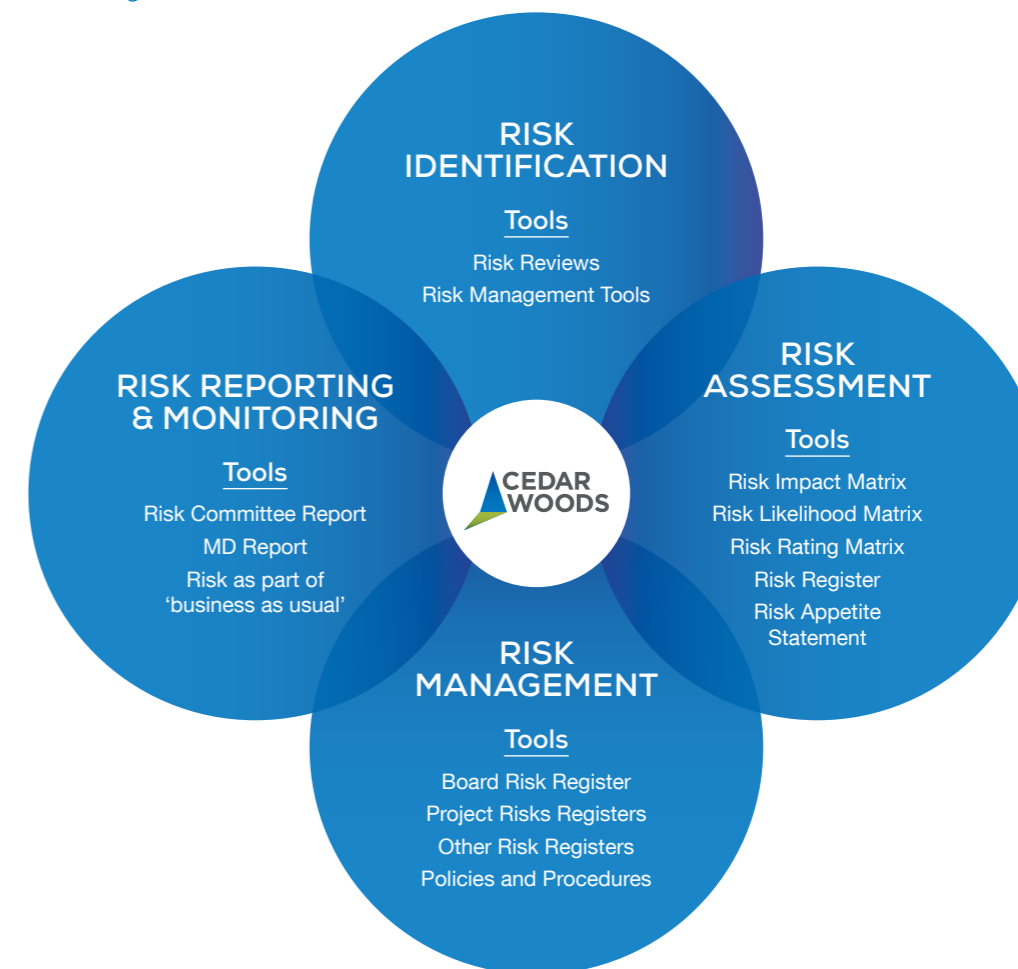 RISK
IDENTIFICATION
Tools
Risk Reviews
Risk Management Tools
RISK REPORTING
& MONITORING
Tools
Risk Committee Report
MD Report
Risk as part of
‘business as usual’
CEDAR
WOODS
RISK
ASSESSMENT
Tools
Risk Impact Matrix
Risk Likelihood Matrix
Risk Rating Matrix
Risk Register
Risk Appetite
Statement
RISK
MANAGEMENT
Tools
Board Risk Register
Project Risks Registers
Other Risk Registers
Policies and Procedures